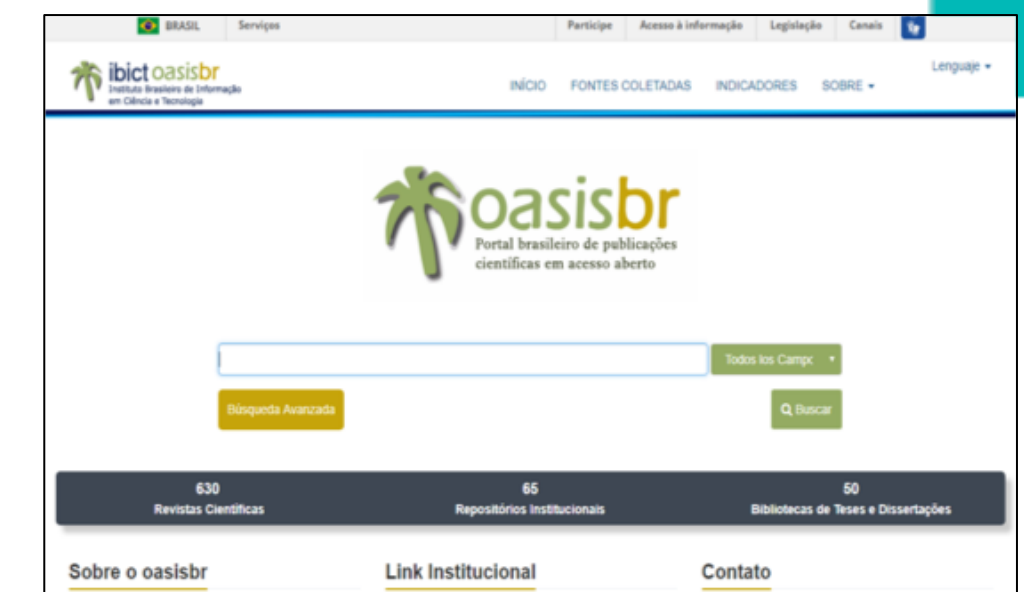 BRASIL Serviços Participe Acesso à informação Legislação Canais
ibict oasisbr
Instituto Brasileiro de Informação
em Ciência e Tecnologia
INÍCIO FONTES COLETADAS INDICADORES SOBRE
Lenguaje
oasisbr
Portal brasileiro de publicações
científicas em acesso aberto
Todos los Campo
Búsqueda Avanzada
Buscar
630 65 50
Revistas Científicas Repositórios Institucionais Bibliotecas de Teses e Dissertações
Sobre o oasisbr Link Institucional Contato